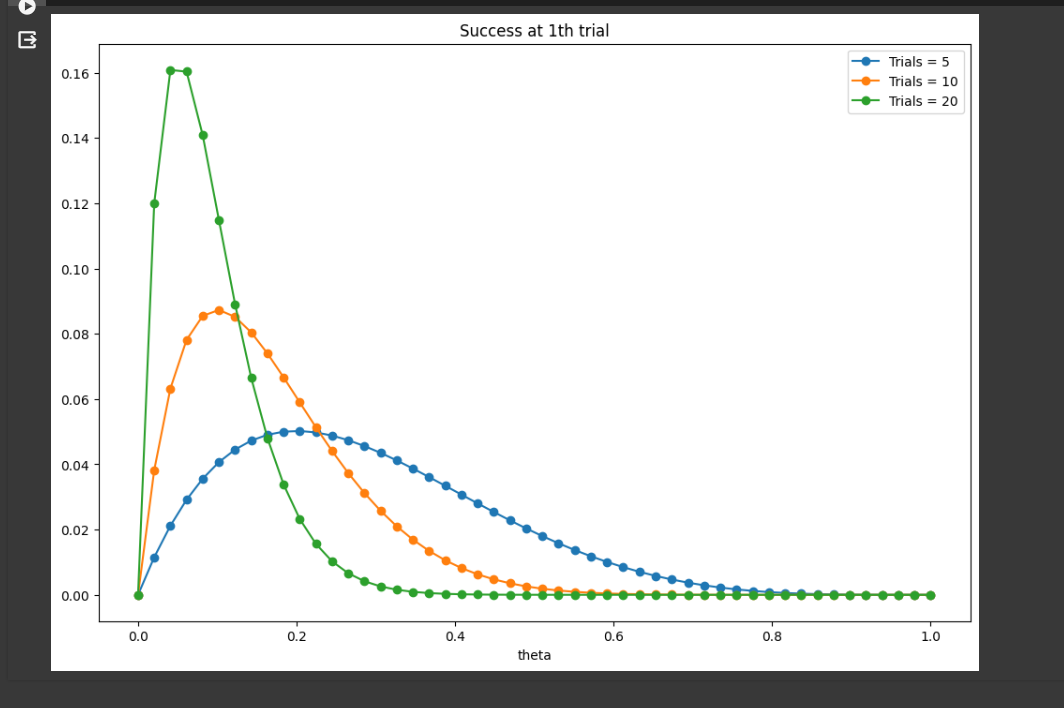 Success at 1th trial
Trials = 5
Trials = 10
Trials = 20
0.16
0.14
0.12
0.10
0.08
0.06
0.04
0.02
0.00
0.0 0.2 0.4 0.6 0.8 1.0
theta